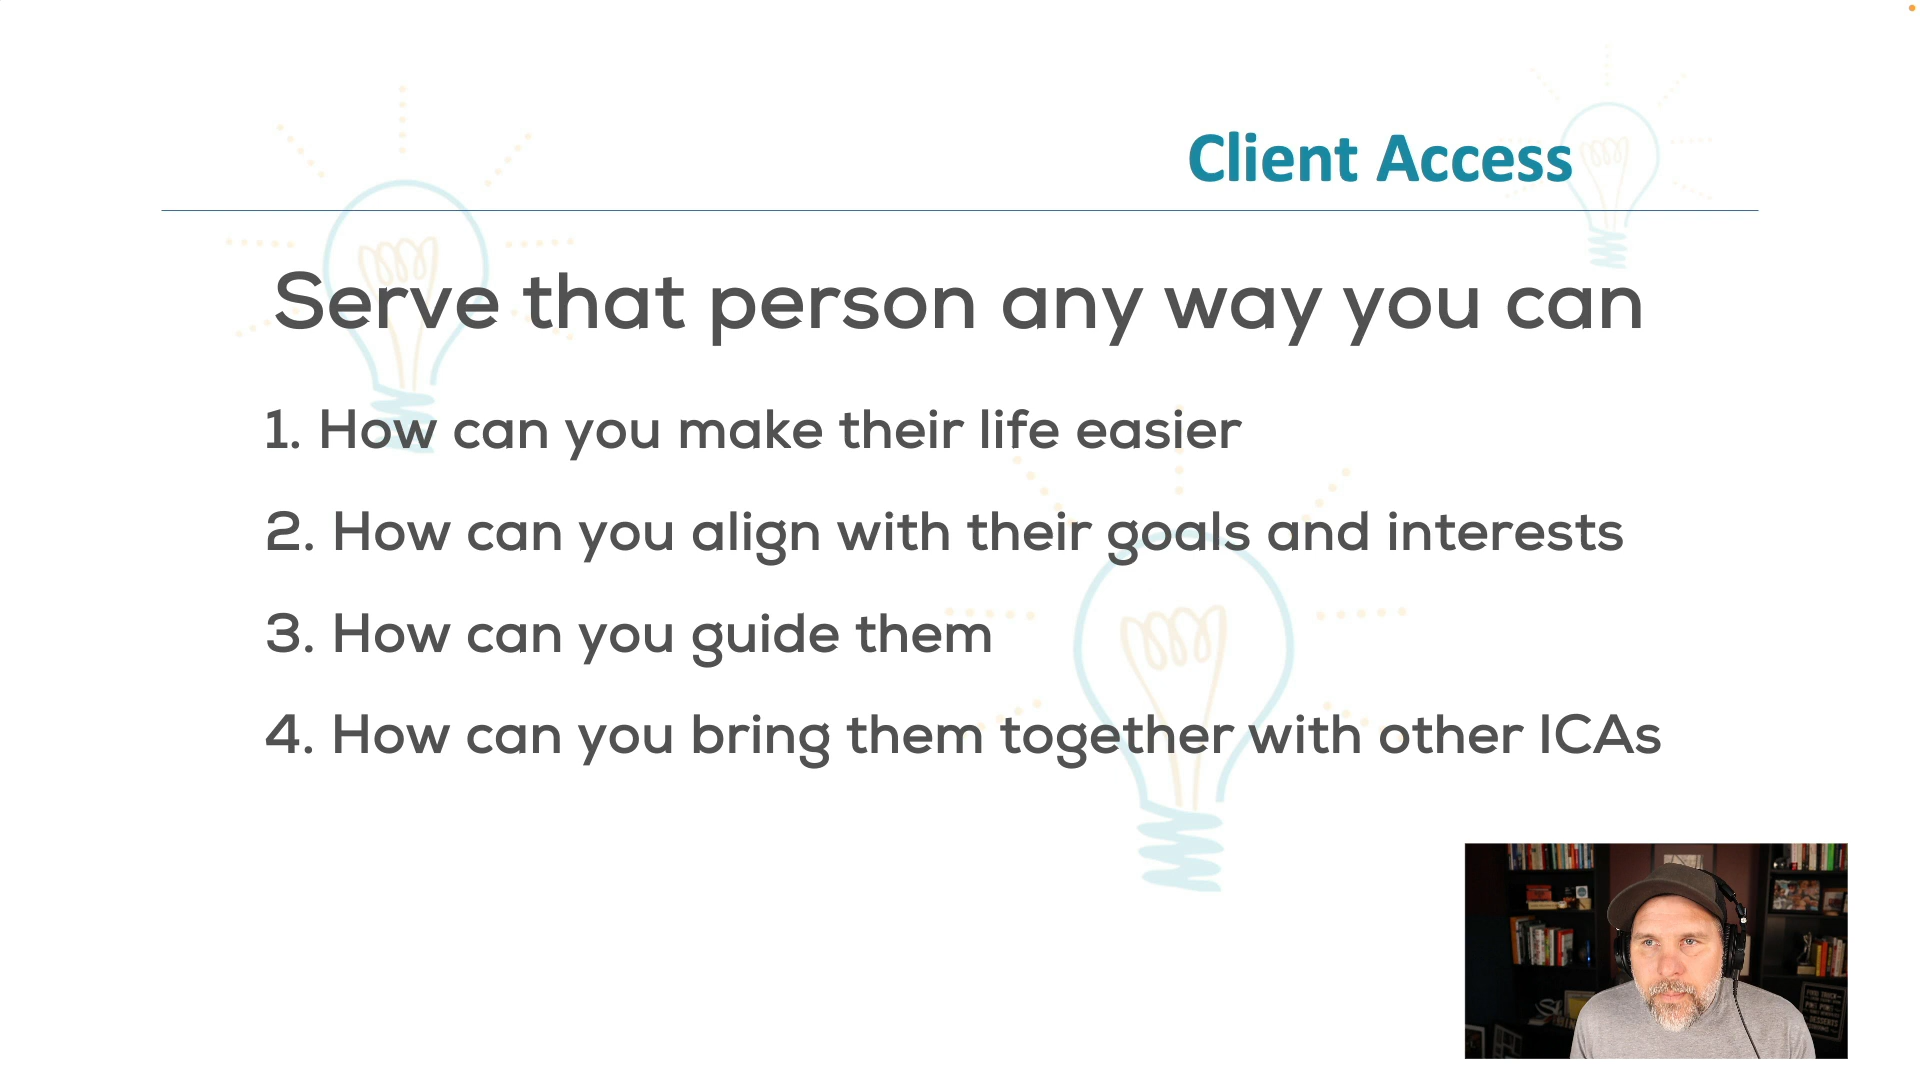 Client Access
Serve that person any way you can
1. How can you make their life easier
2. How can you align with their goals and interests
3. How can you guide them
4. How can you bring them together with other ICAs